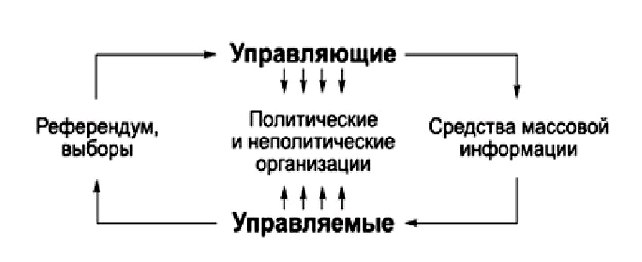 Управляющие
Референдум,
выборы
Политические
и неполитические
организации
Средства массовой
информации
Управляемые